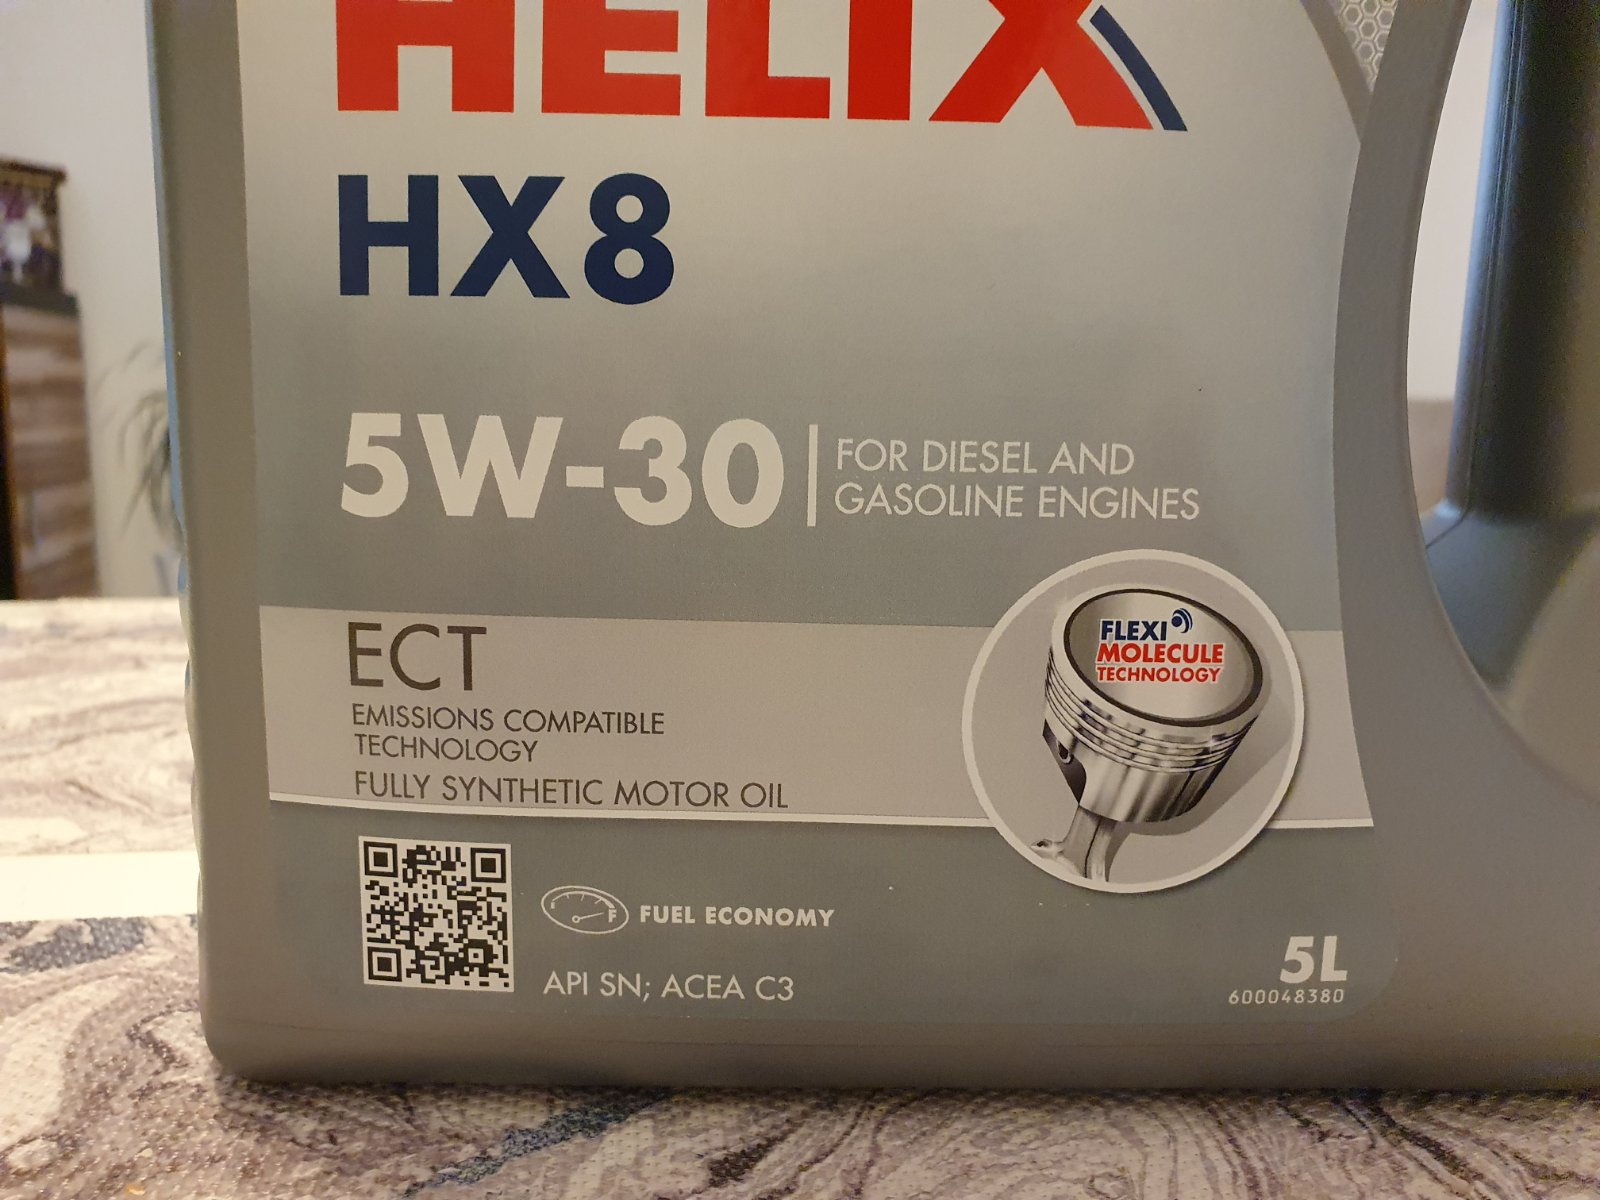 HELIX
HX8
5W-30
FOR DIESEL AND
GASOLINE ENGINES
ECT
EMISSIONS COMPATIBLE
TECHNOLOGY
FULLY SYNTHETIC MOTOR OIL
FLEXI
MOLECULE
TECHNOLOGY
F
FUEL ECONOMY
API SN; ACEA C3
5L
600048380